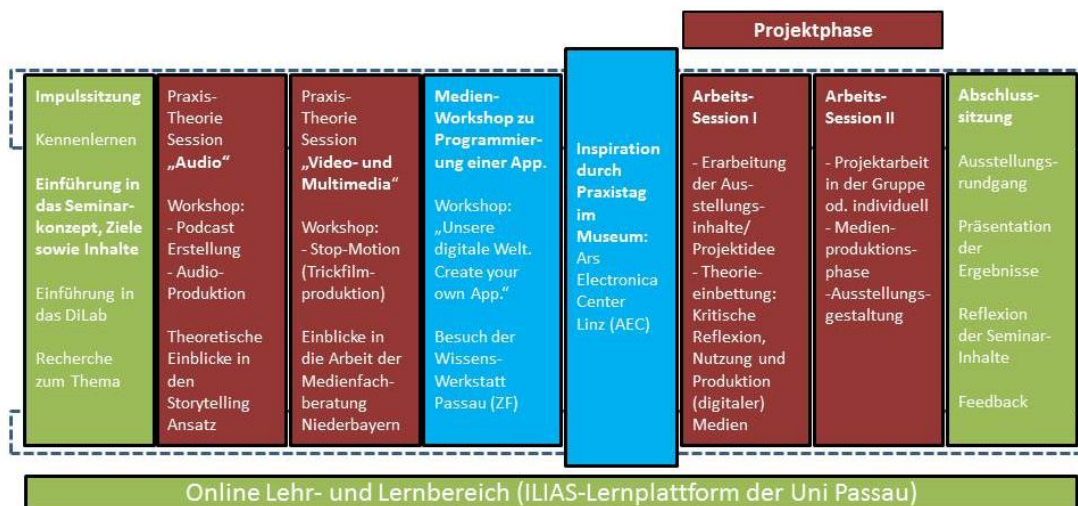 Projektphase
Impulssitzung
Kennenlernen
Einführung in
das Seminar-
konzept, Ziele
sowie Inhalte
Einführung in
das DiLab
Recherche
zum Thema
Praxis-
Theorie
Session
„Audio“
Workshop:
- Podcast
Erstellung
- Audio-
Produktion
Theoretische
Einblicke in
den
Storytelling
Ansatz
Praxis-
Theorie
Session
„Video- und
Multimedia“
Workshop:
- Stop-Motion
(Trickfilm-
produktion)
Einblicke in
die Arbeit der
Medienfach-
beratung
Niederbayern
Medien-
Workshop zu
Programmier-
ung einer App.
Workshop:
„Unsere
digitale Welt.
Create your
own App.“
Besuch der
Wissens-
Werkstatt
Passau (ZF)
Inspiration
durch
Praxistag
im
Museum:
Ars
Electronica
Center
Linz (AEC)
Arbeits-
Session I
- Erarbeitung
der Aus-
stellungs-
inhalte/
Projektidee
- Theorie-
einbettung:
Kritische
Reflexion,
Nutzung und
Produktion
(digitaler)
Medien
Arbeits-
Session II
- Projektarbeit
in der Gruppe
od. individuell
- Medien-
produktions-
phase
-Ausstellungs-
gestaltung
Abschluss-
sitzung
Ausstellungs-
rundgang
Präsentation
der
Ergebnisse
Reflexion
der Seminar-
Inhalte
Feedback
Online Lehr- und Lernbereich (ILIAS-Lernplattform der Uni Passau)